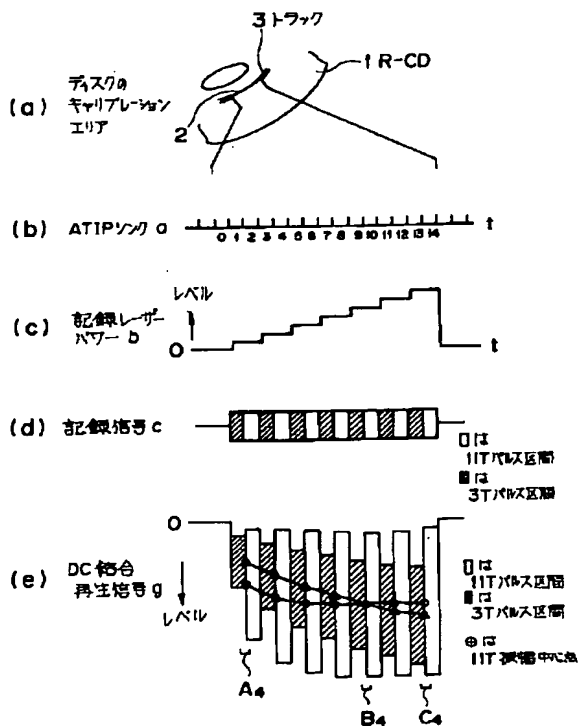 3トラック
1 R-CD
(a) ディスクの
キャリブレーション
エリア
2
(b) ATIPシンク a
0 1 2 3 4 5 6 7 8 9 10 11 12 13 14
t
レベル
(c) 記録レーザー
パワー b
0
t
(d) 記録信号 c
は
11Tパルス区間
は
3Tパルス区間
0
(e) DC結合
再生信号 g
レベル
は
11Tパルス区間
は
3Tパルス区間
は
11T振幅中心点
A4
B4
C4